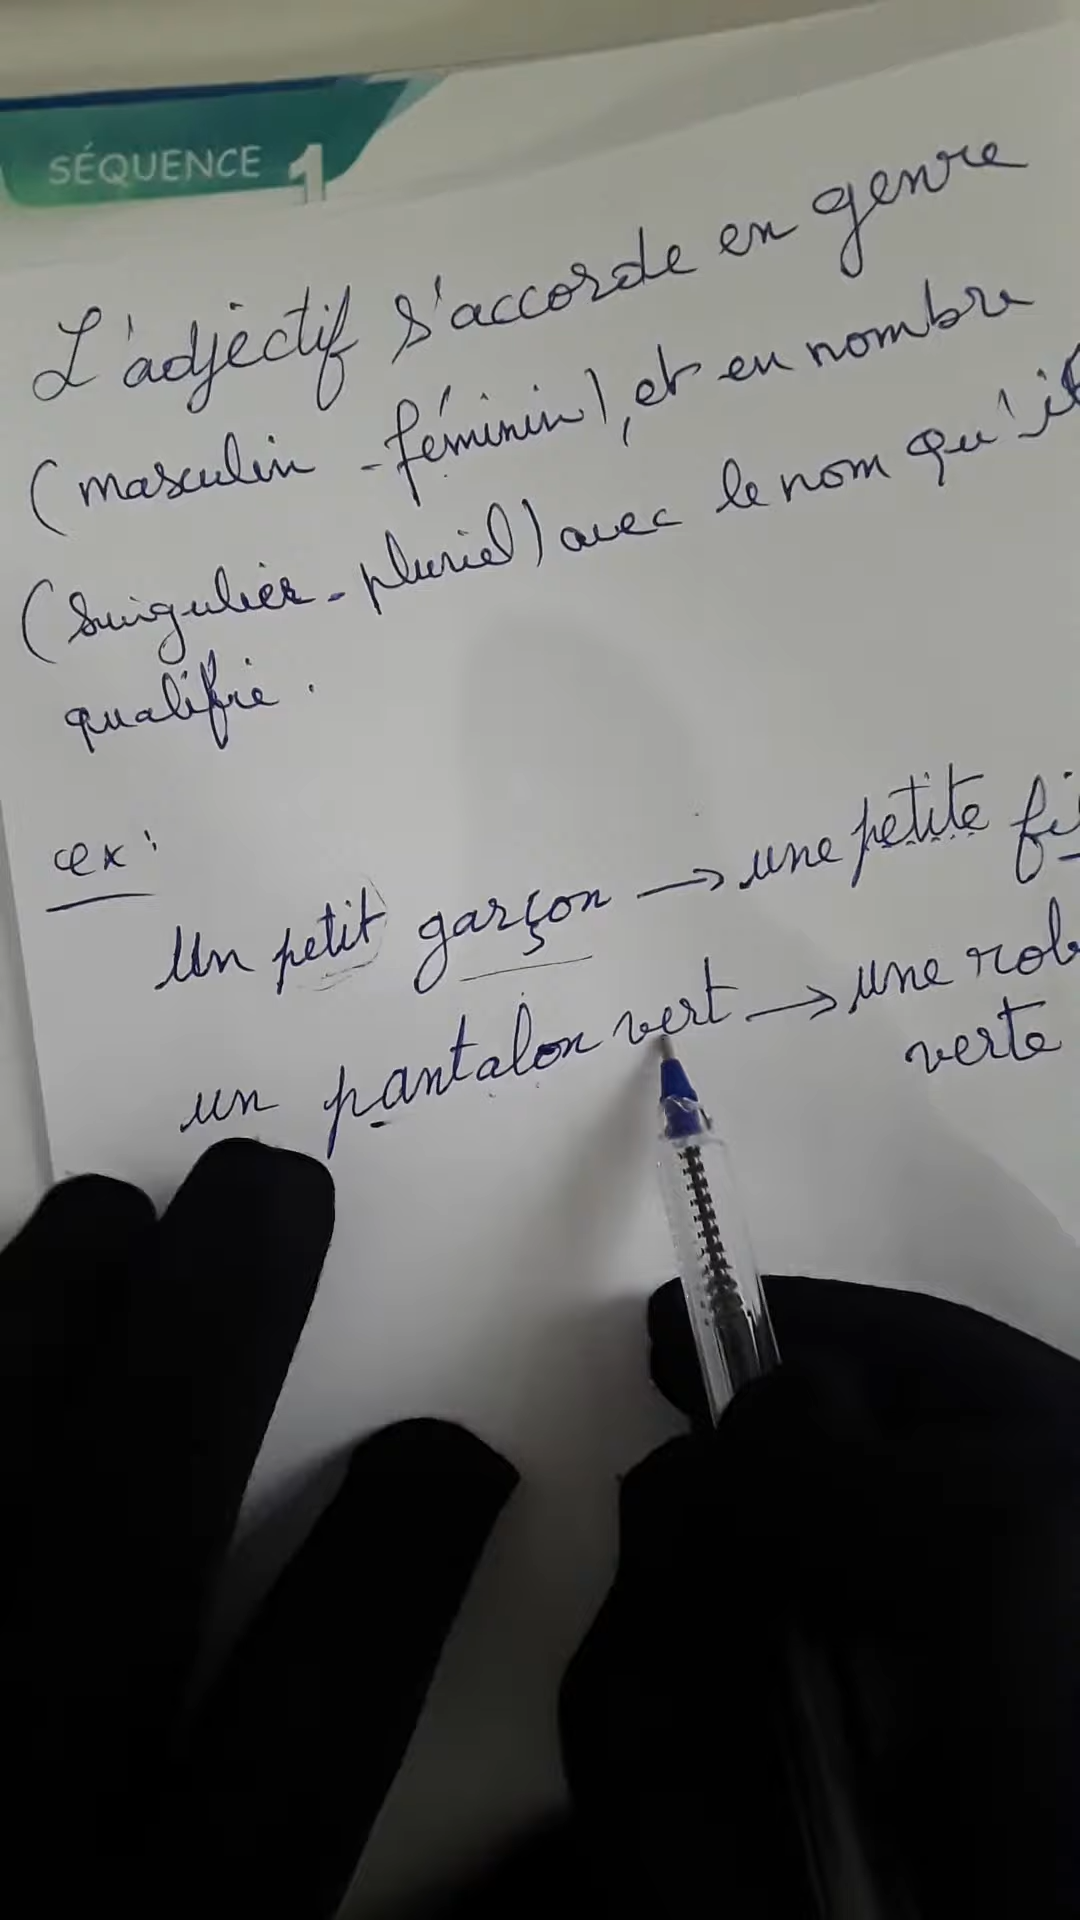 SÉQUENCE 1
L'adjectif s'accorde en genre
(masculin - féminin), et en nombre
(singulier - pluriel) avec le nom qu'il
qualifie.
ex:
Un petit garçon → une petite
un pantalon vert → une
verte